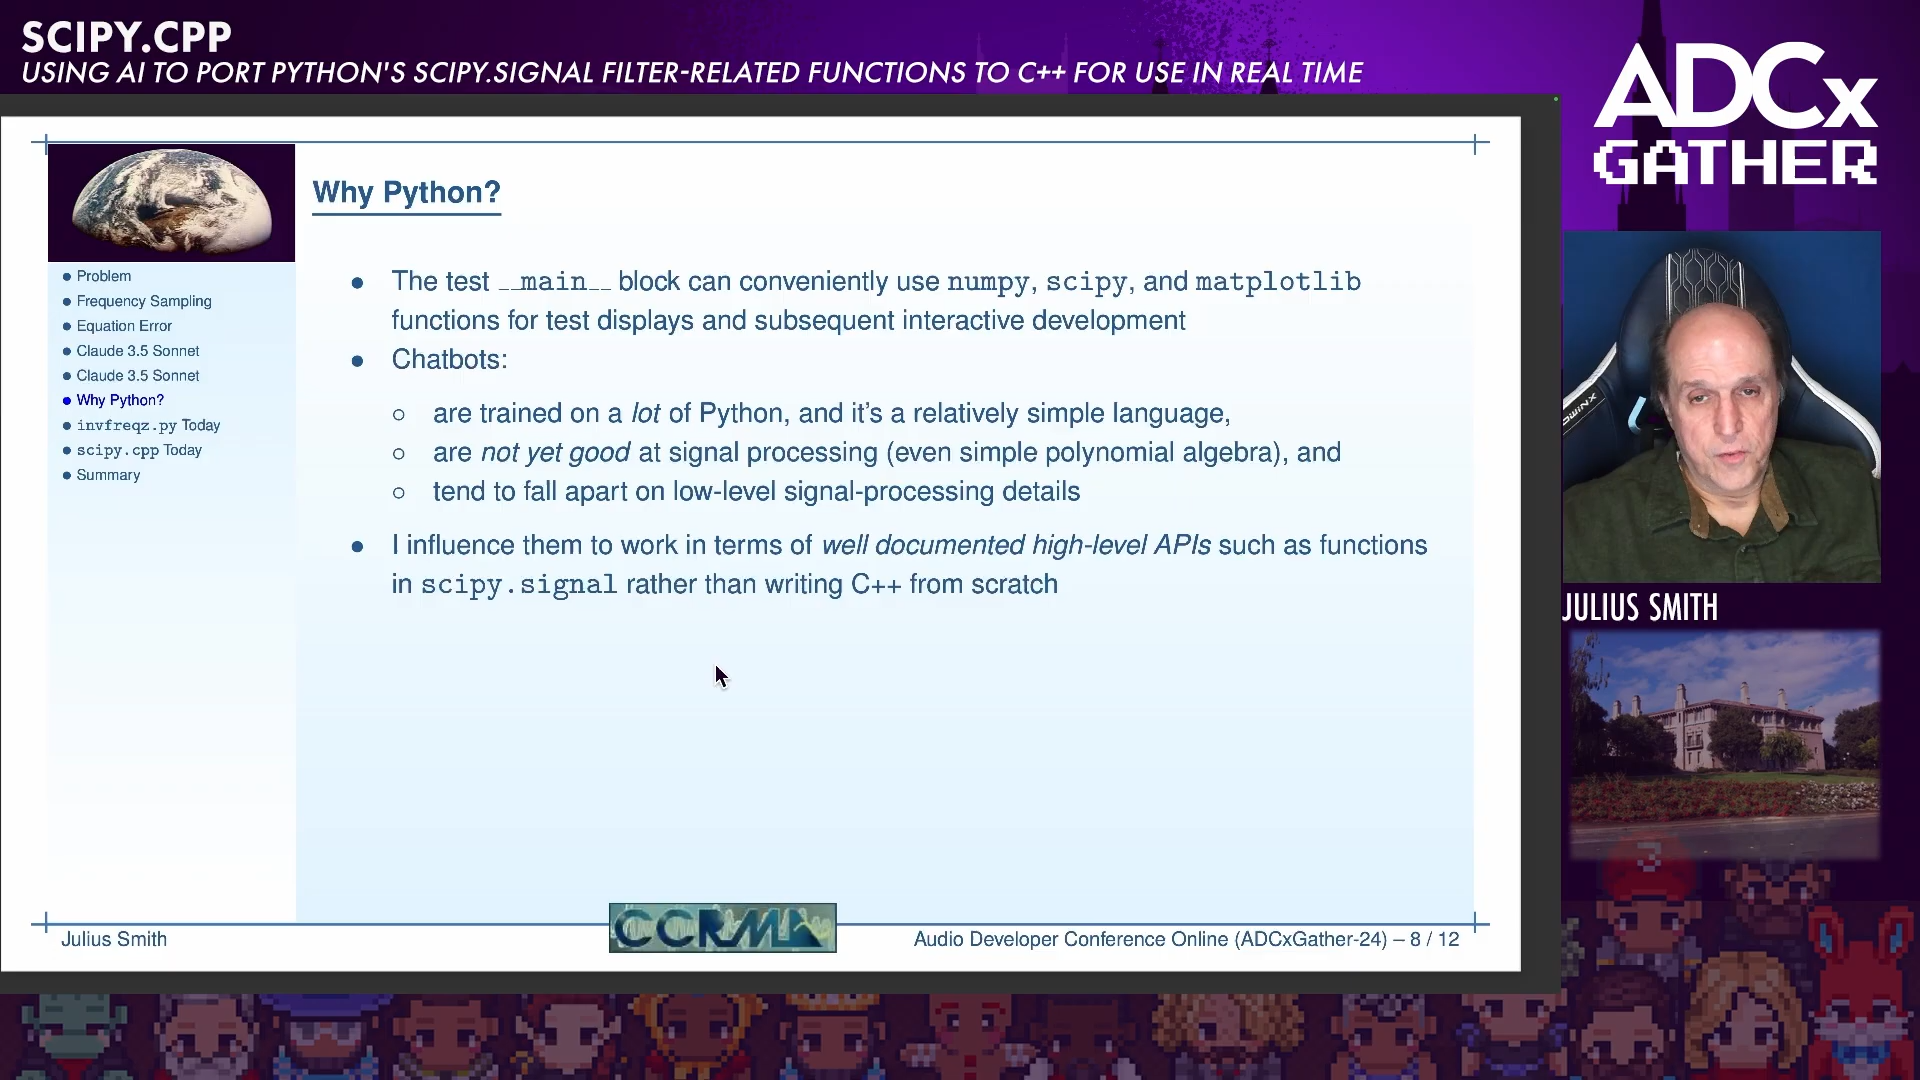 SCIPY.CPP
USING AI TO PORT PYTHON'S SCIPY.SIGNAL FILTER-RELATED FUNCTIONS TO C++ FOR USE IN REAL TIME
ADCx
GATHER
Why Python?
● Problem
● Frequency Sampling
● Equation Error
● Claude 3.5 Sonnet
● Claude 3.5 Sonnet
● Why Python?
● invfreqz.py Today
● scipy.cpp Today
● Summary
● The test __main__ block can conveniently use numpy, scipy, and matplotlib
functions for test displays and subsequent interactive development
● Chatbots:
○ are trained on a lot of Python, and it's a relatively simple language,
○ are not yet good at signal processing (even simple polynomial algebra), and
○ tend to fall apart on low-level signal-processing details
● I influence them to work in terms of well documented high-level APIs such as functions
in scipy.signal rather than writing C++ from scratch
JULIUS SMITH
Julius Smith
CCRMA
Audio Developer Conference Online (ADCxGather-24) – 8 / 12